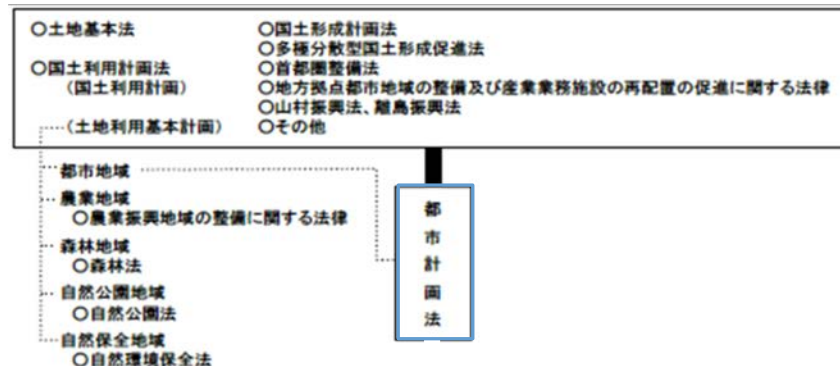 ○土地基本法
○国土利用計画法
(国土利用計画)
(土地利用基本計画)
○国土形成計画法
○多極分散型国土形成促進法
○首都圏整備法
○地方拠点都市地域の整備及び産業業務施設の再配置の促進に関する法律
○山村振興法、離島振興法
○その他
都市地域
農業地域
○農業振興地域の整備に関する法律
森林地域
○森林法
自然公園地域
○自然公園法
自然保全地域
○自然環境保全法
都市計画法